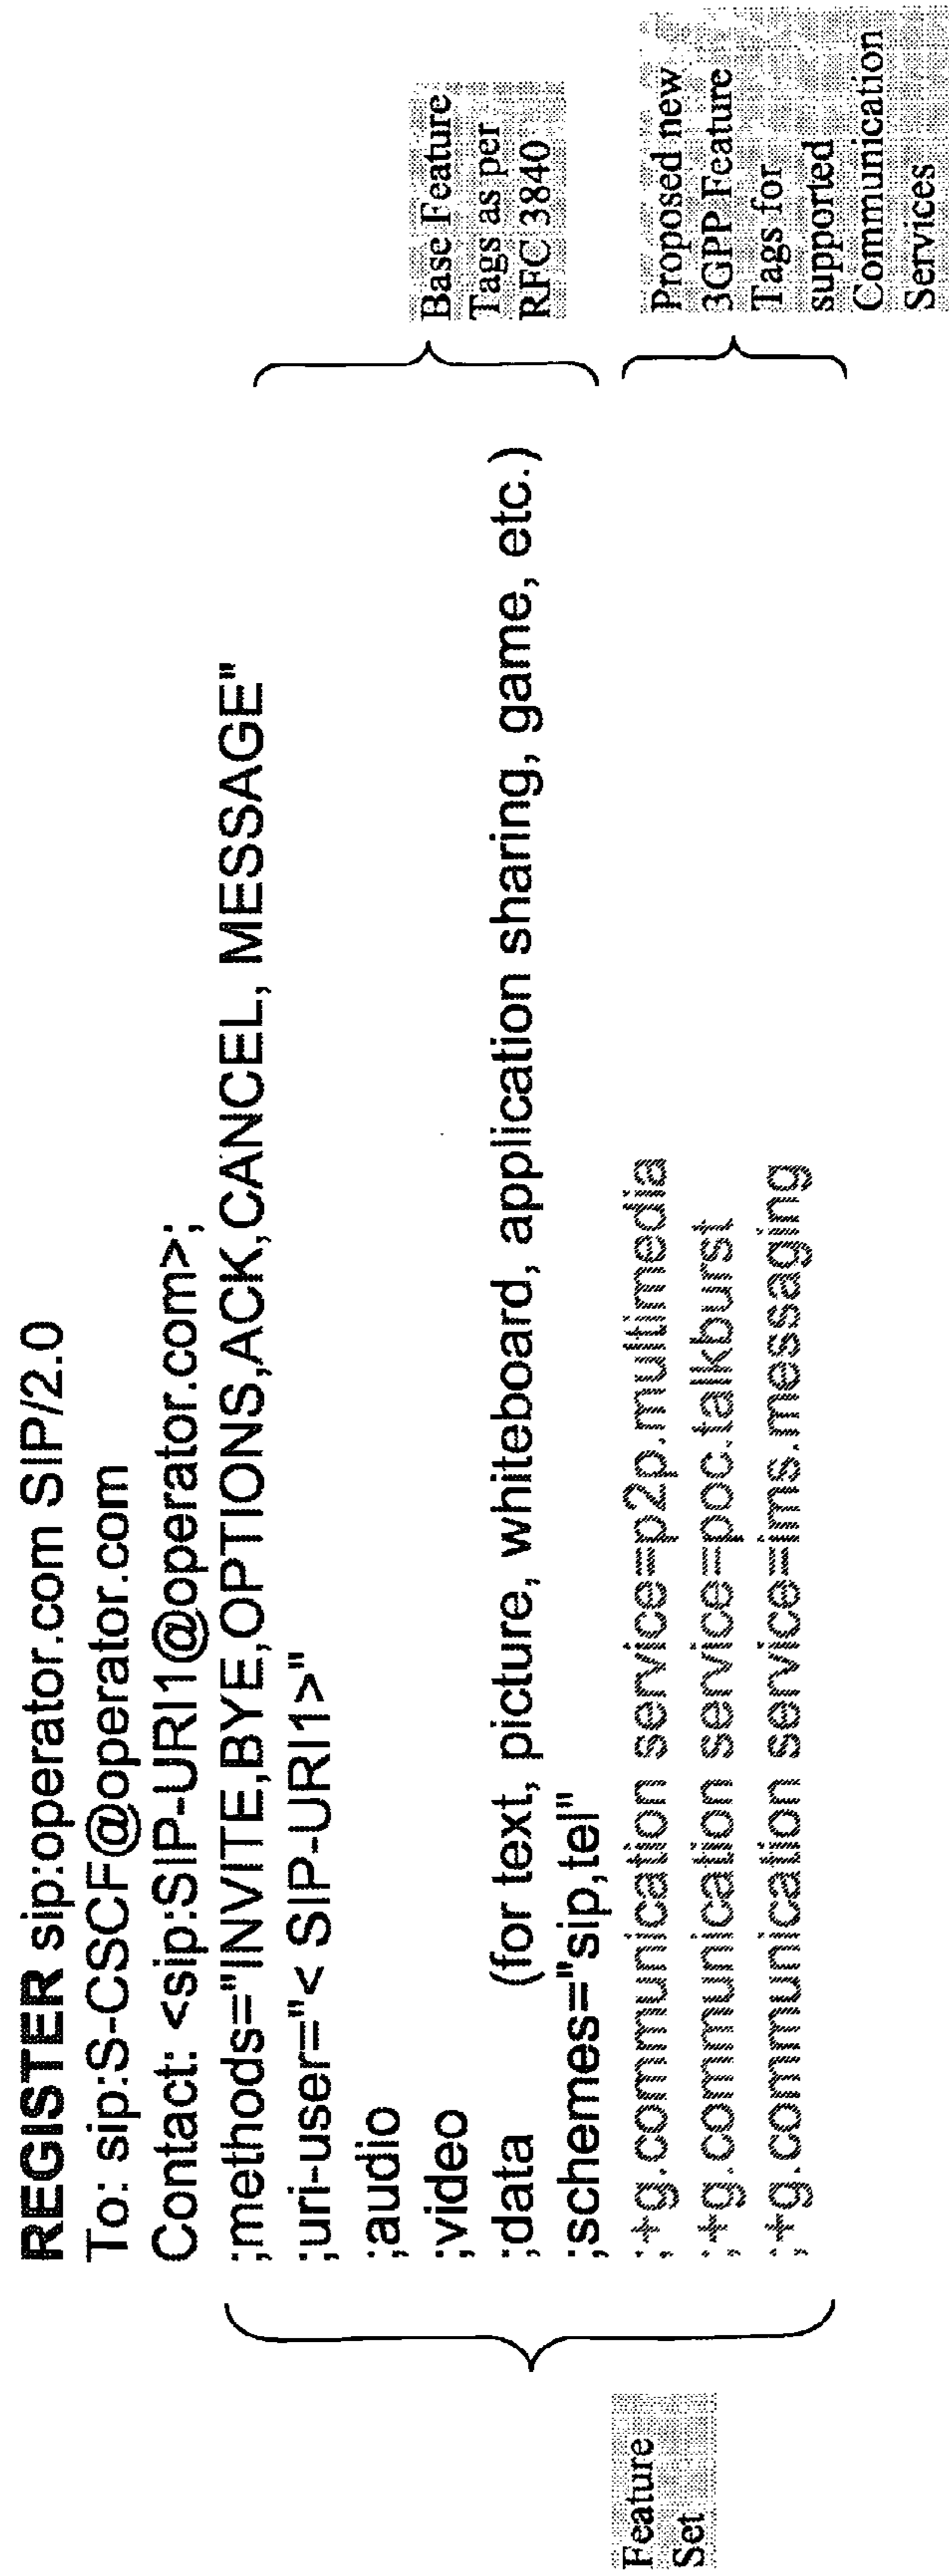 REGISTER sip:operator.com SIP/2.0
To: sip:S-CSCF@operator.com
Contact: <sip:SIP-URI1@operator.com>;
;methods="INVITE,BYE,OPTIONS,ACK,CANCEL, MESSAGE"
;uri-user="< SIP-URI1>"
;audio
;video
;data (for text, picture, whiteboard, application sharing, game, etc.)
;schemes="sip,tel"
;+g.communication service=p2p.multimedia
;+g.communication service=poc.talkburst
;+g.communication service=ims.messaging
Feature
Set
Base Feature
Tags as per
RFC 3840
Proposed new
3GPP Feature
Tags for
supported
Communication
Services